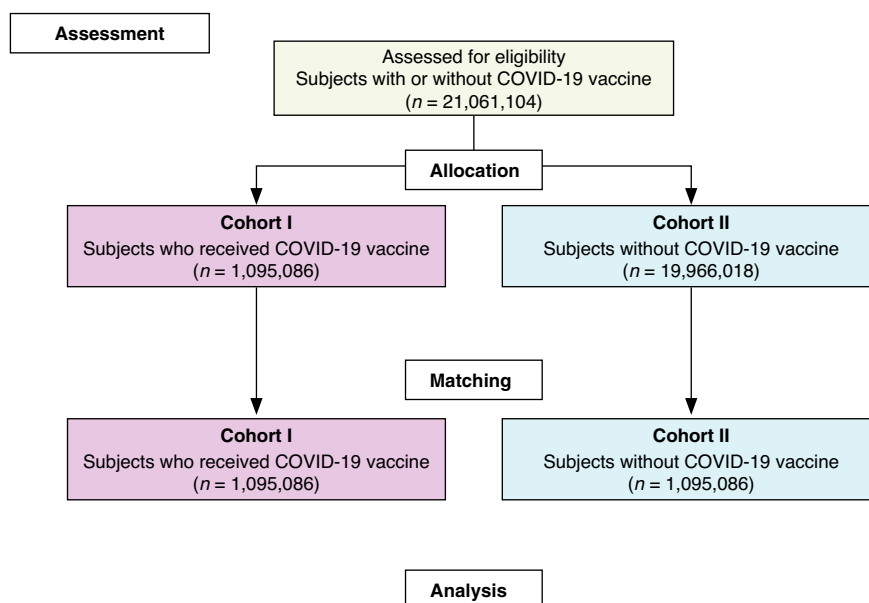 Assessment
Assessed for eligibility
Subjects with or without COVID-19 vaccine
(n = 21,061,104)
Allocation
Cohort I
Subjects who received COVID-19 vaccine
(n = 1,095,086)
Cohort II
Subjects without COVID-19 vaccine
(n = 19,966,018)
Matching
Cohort I
Subjects who received COVID-19 vaccine
(n = 1,095,086)
Cohort II
Subjects without COVID-19 vaccine
(n = 1,095,086)
Analysis